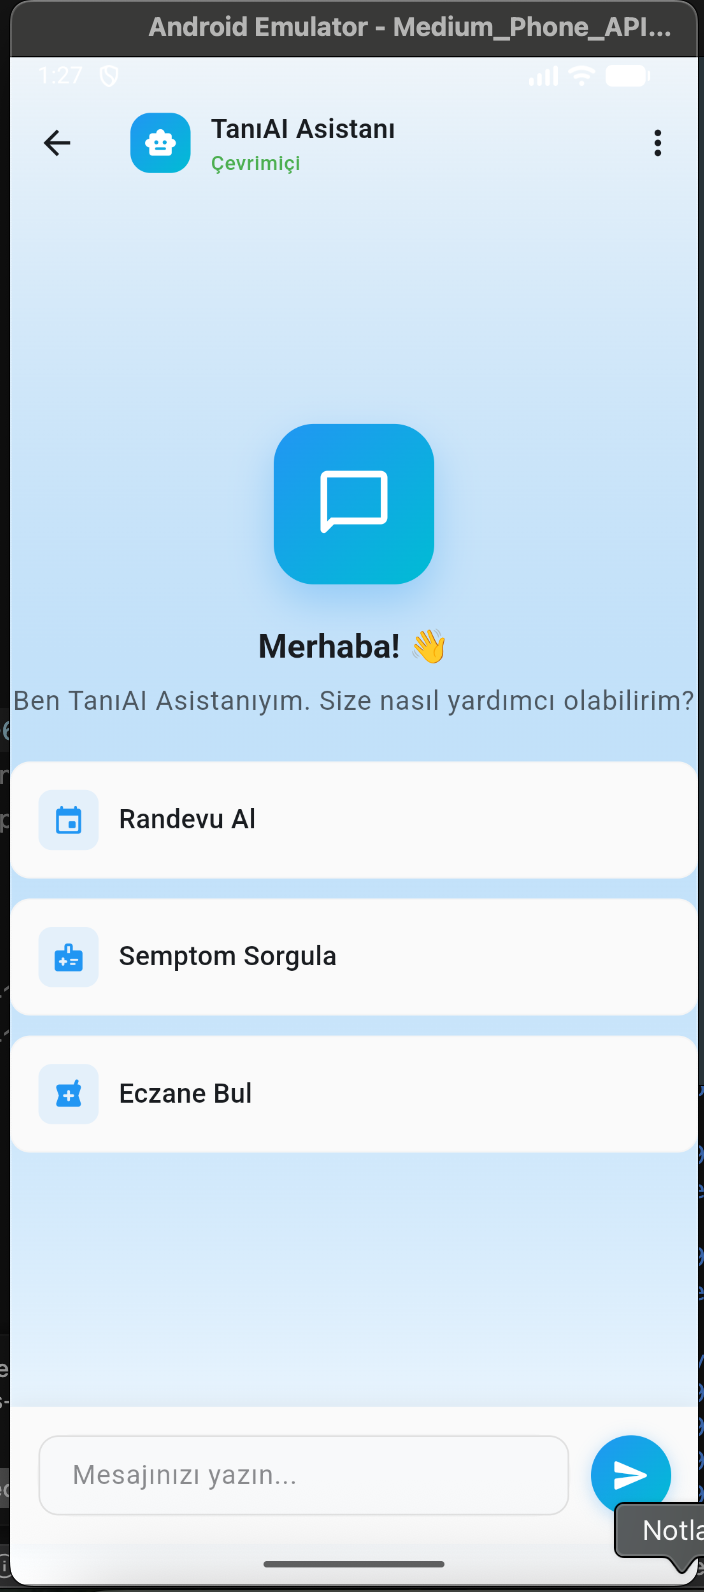 Android Emulator - Medium_Phone_API...
1:27
TanıAI Asistanı
Çevrimiçi
Merhaba! 👋
Ben TanıAI Asistanıyım. Size nasıl yardımcı olabilirim?
Randevu Al
Semptom Sorgula
Eczane Bul
Mesajınızı yazın...